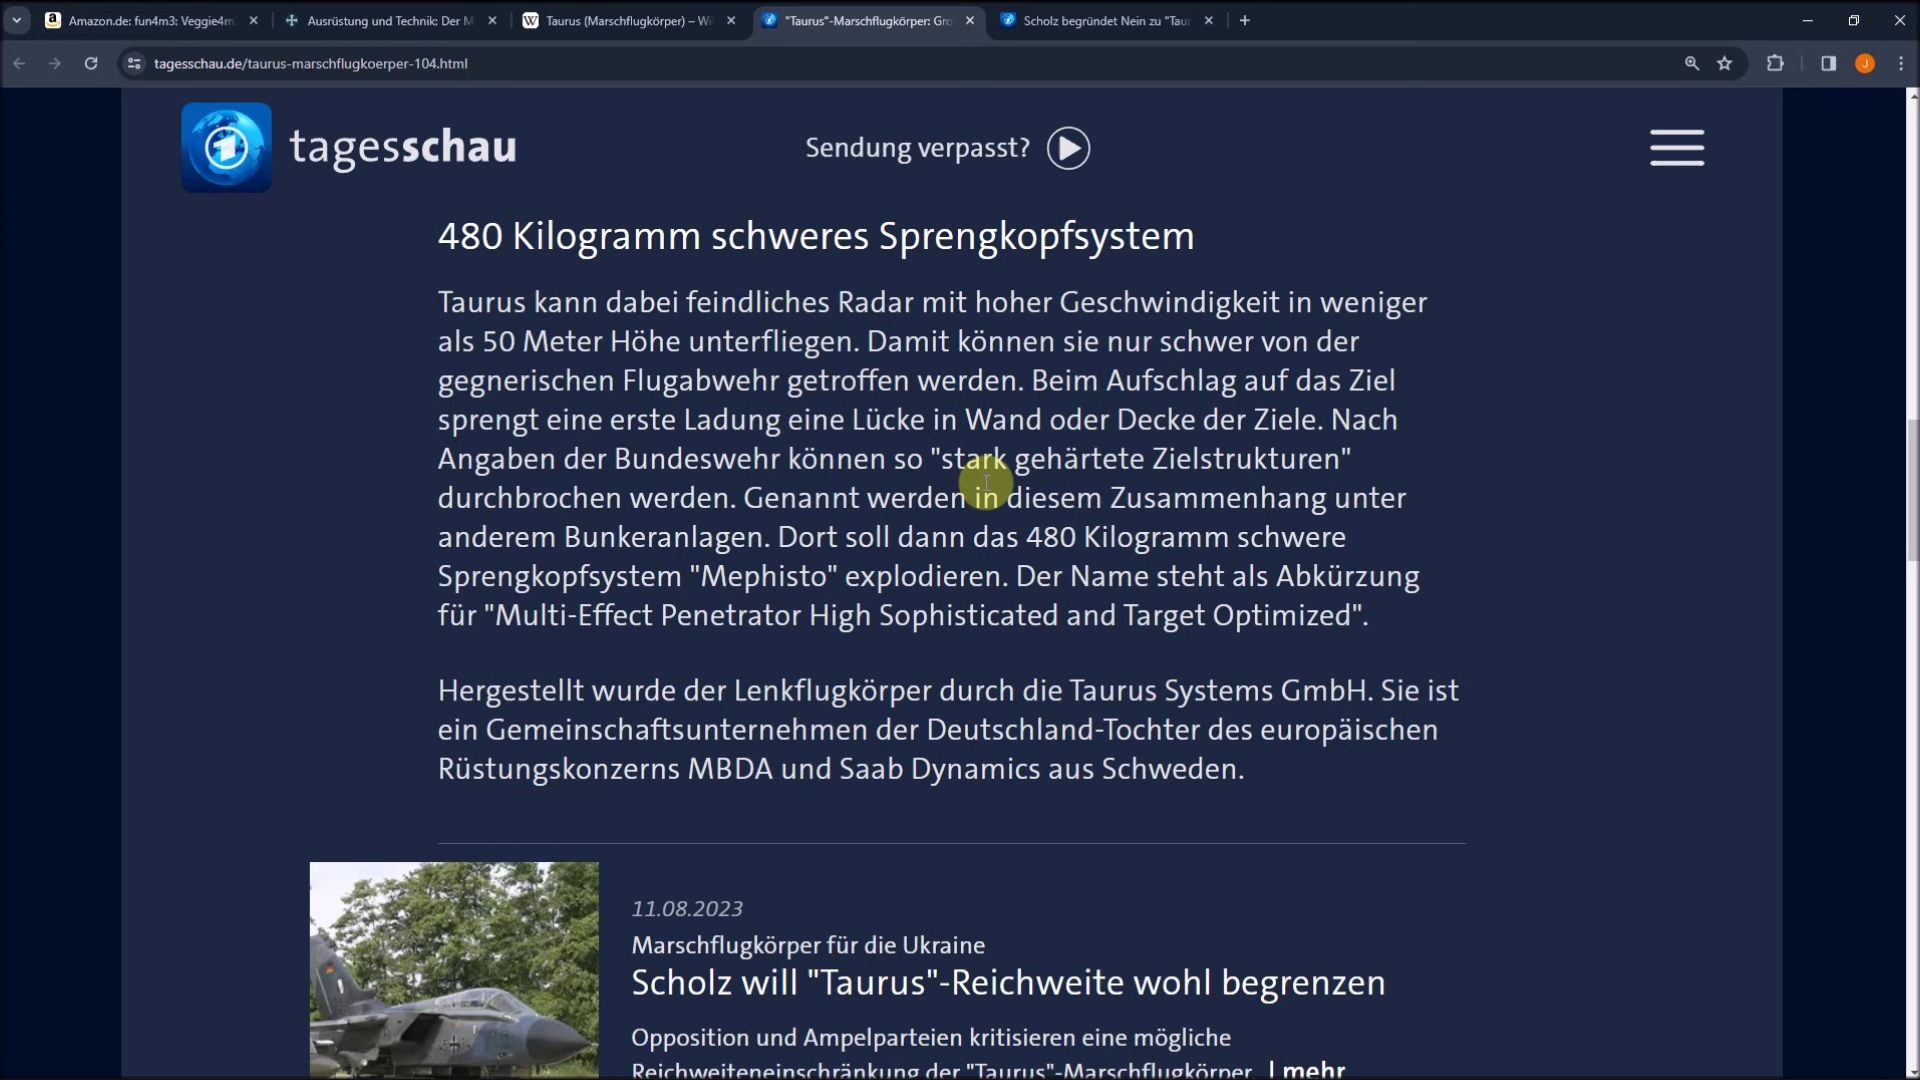 Amazon.de: fun4m3: Veggie4m
Ausrüstung und Technik: Der M
Taurus (Marschflugkörper) – Wi
"Taurus"-Marschflugkörper: Gro
Scholz begründet Nein zu "Tau
tagesschau.de/taurus-marschflugkoerper-104.html
J
tagesschau
Sendung verpasst?
480 Kilogramm schweres Sprengkopfsystem
Taurus kann dabei feindliches Radar mit hoher Geschwindigkeit in weniger
als 50 Meter Höhe unterfliegen. Damit können sie nur schwer von der
gegnerischen Flugabwehr getroffen werden. Beim Aufschlag auf das Ziel
sprengt eine erste Ladung eine Lücke in Wand oder Decke der Ziele. Nach
Angaben der Bundeswehr können so "stark gehärtete Zielstrukturen"
durchbrochen werden. Genannt werden in diesem Zusammenhang unter
anderem Bunkeranlagen. Dort soll dann das 480 Kilogramm schwere
Sprengkopfsystem "Mephisto" explodieren. Der Name steht als Abkürzung
für "Multi-Effect Penetrator High Sophisticated and Target Optimized".
Hergestellt wurde der Lenkflugkörper durch die Taurus Systems GmbH. Sie ist
ein Gemeinschaftsunternehmen der Deutschland-Tochter des europäischen
Rüstungskonzerns MBDA und Saab Dynamics aus Schweden.
11.08.2023
Marschflugkörper für die Ukraine
Scholz will "Taurus"-Reichweite wohl begrenzen
Opposition und Ampelparteien kritisieren eine mögliche
Reichweiteneinschränkung der "Taurus"-Marschflugkörper. | mehr